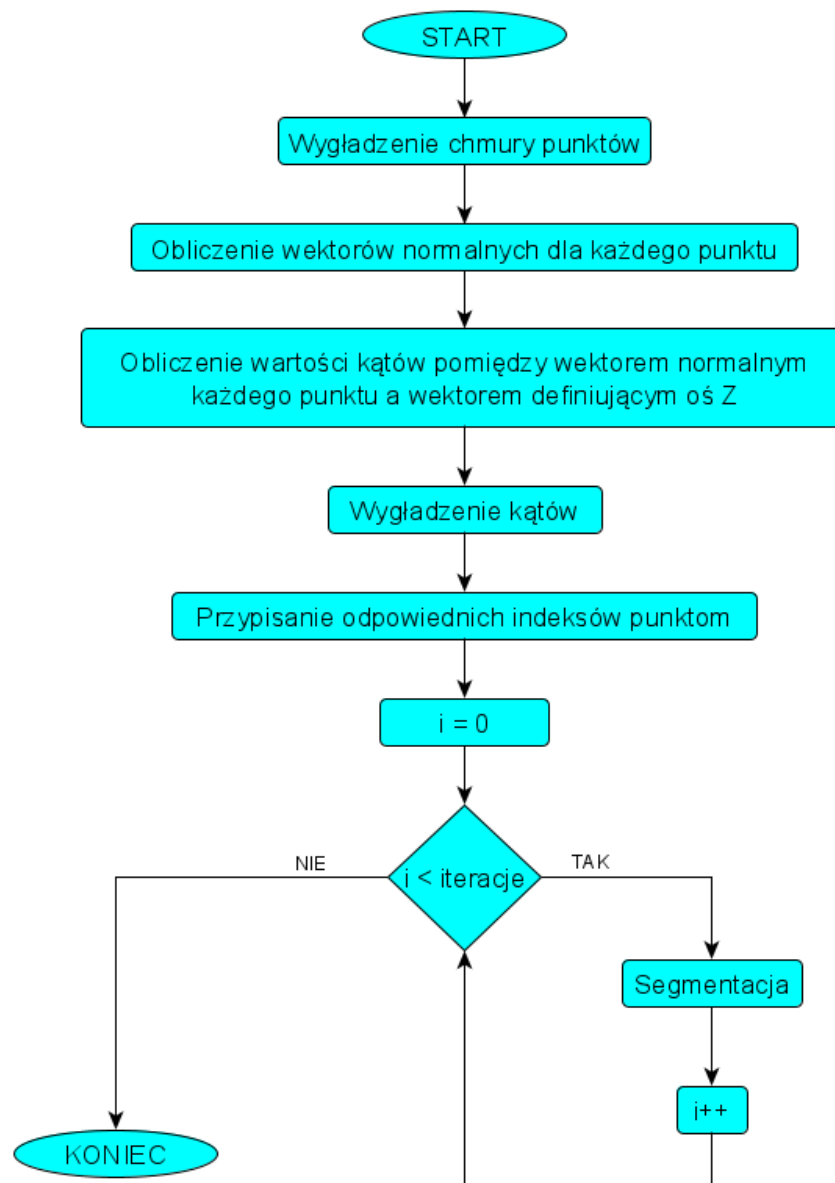 START
Wygładzenie chmury punktów
Obliczenie wektorów normalnych dla każdego punktu
Obliczenie wartości kątów pomiędzy wektorem normalnym
każdego punktu a wektorem definiującym oś Z
Wygładzenie kątów
Przypisanie odpowiednich indeksów punktom
i = 0
i < iteracje
NIE
TAK
Segmentacja
i++
KONIEC